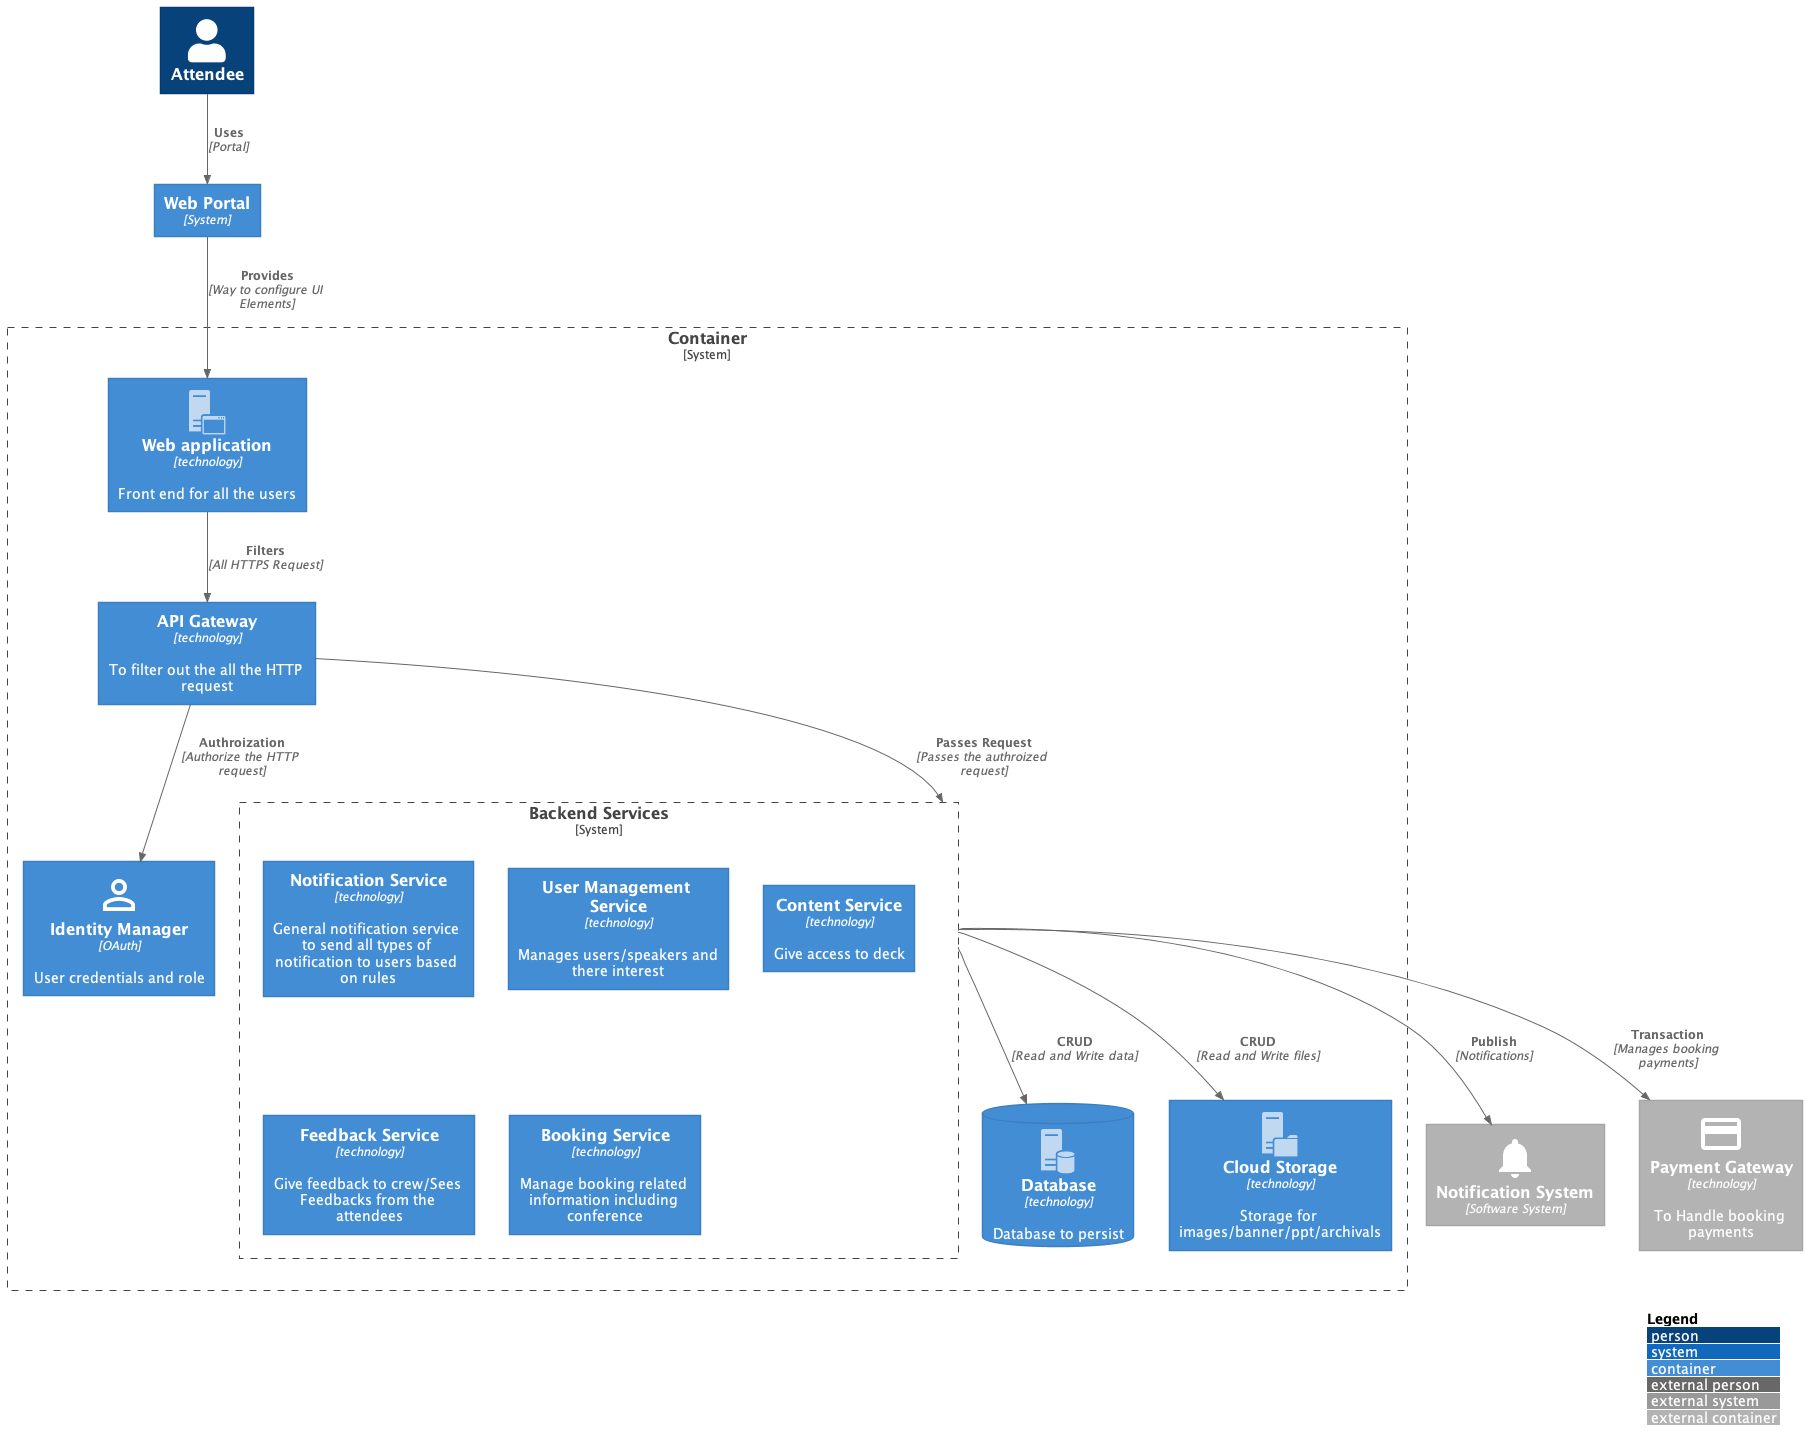 Attendee
Uses
[Portal]
Web Portal
[System]
Provides
[Way to configure UI
Elements]
Container
[System]
Web application
[technology]
Front end for all the users
Filters
[All HTTPS Request]
API Gateway
[technology]
To filter out the all the HTTP
request
Authroization
[Authorize the HTTP
request]
Passes Request
[Passes the authroized
request]
Backend Services
[System]
Identity Manager
[OAuth]
User credentials and role
Notification Service
[technology]
General notification service
to send all types of
notification to users based
on rules
User Management
Service
[technology]
Manages users/speakers and
there interest
Content Service
[technology]
Give access to deck
CRUD
[Read and Write data]
CRUD
[Read and Write files]
Publish
[Notifications]
Transaction
[Manages booking
payments]
Feedback Service
[technology]
Give feedback to crew/Sees
Feedbacks from the
attendees
Booking Service
[technology]
Manage booking related
information including
conference
Database
[technology]
Database to persist
Cloud Storage
[technology]
Storage for
images/banner/ppt/archivals
Notification System
[Software System]
Payment Gateway
[technology]
To Handle booking
payments
Legend
person
system
container
external person
external system
external container